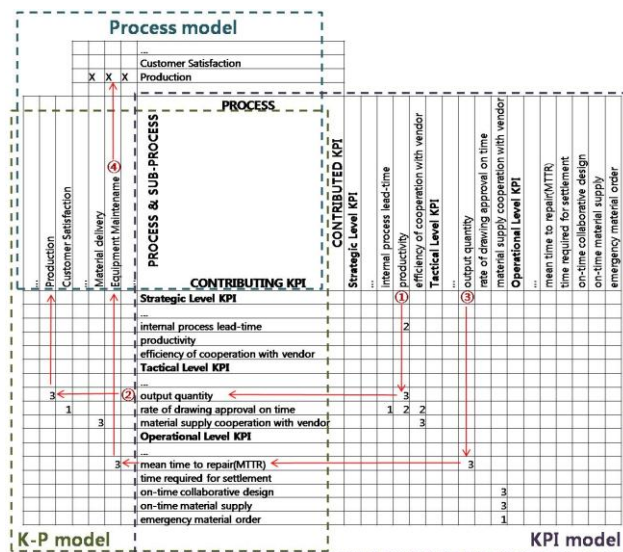 Process model
...
Customer Satisfaction
X X X Production
PROCESS
... Production Customer Satisfaction ... Material delivery Equipment Maintename
④
PROCESS & SUB-PROCESS
CONTRIBUTING KPI
CONTRIBUTED KPI
Strategic Level KPI
...
internal process lead-time
productivity
efficiency of cooperation with vendor
Tactical Level KPI
...
output quantity
rate of drawing approval on time
material supply cooperation with vendor
Operational Level KPI
...
mean time to repair(MTTR)
time required for settlement
on-time collaborative design
on-time material supply
emergency material order
① ③
Strategic Level KPI
...
internal process lead-time 2
productivity
efficiency of cooperation with vendor
Tactical Level KPI
...
3 ② output quantity 3
1 rate of drawing approval on time 1 2 2
3 material supply cooperation with vendor 3
Operational Level KPI
...
3 mean time to repair(MTTR) 3
time required for settlement
on-time collaborative design 3
on-time material supply 3
emergency material order 1
K-P model KPI model